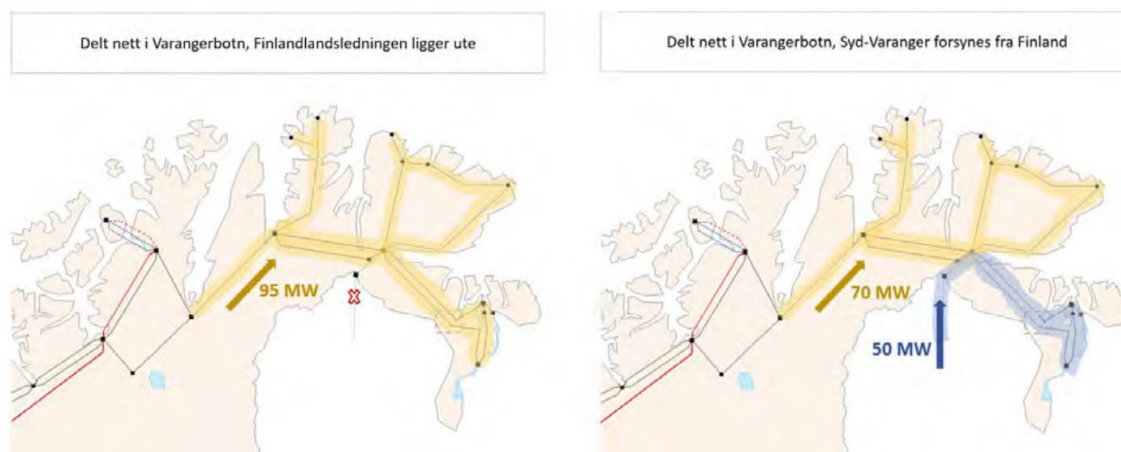 Delt nett i Varangerbotn, Finlandlandsledningen ligger ute
Delt nett i Varangerbotn, Syd-Varanger forsynes fra Finland
95 MW
70 MW
50 MW